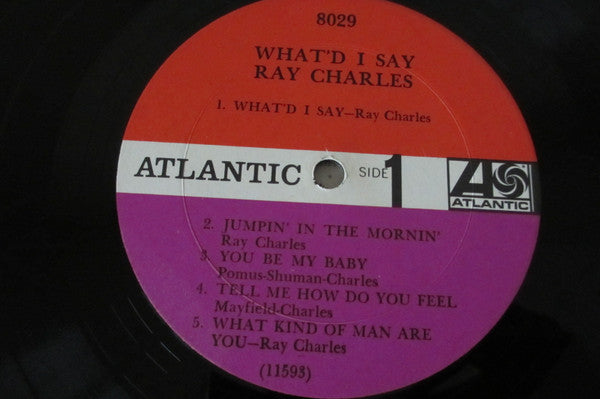 8029
WHAT'D I SAY
RAY CHARLES
1. WHAT'D I SAY—Ray Charles
ATLANTIC SIDE 1
ATLANTIC
2. JUMPIN' IN THE MORNIN'
Ray Charles
3. YOU BE MY BABY
Pomus-Shuman-Charles
4. TELL ME HOW DO YOU FEEL
Mayfield-Charles
5. WHAT KIND OF MAN ARE
YOU—Ray Charles
(11593)